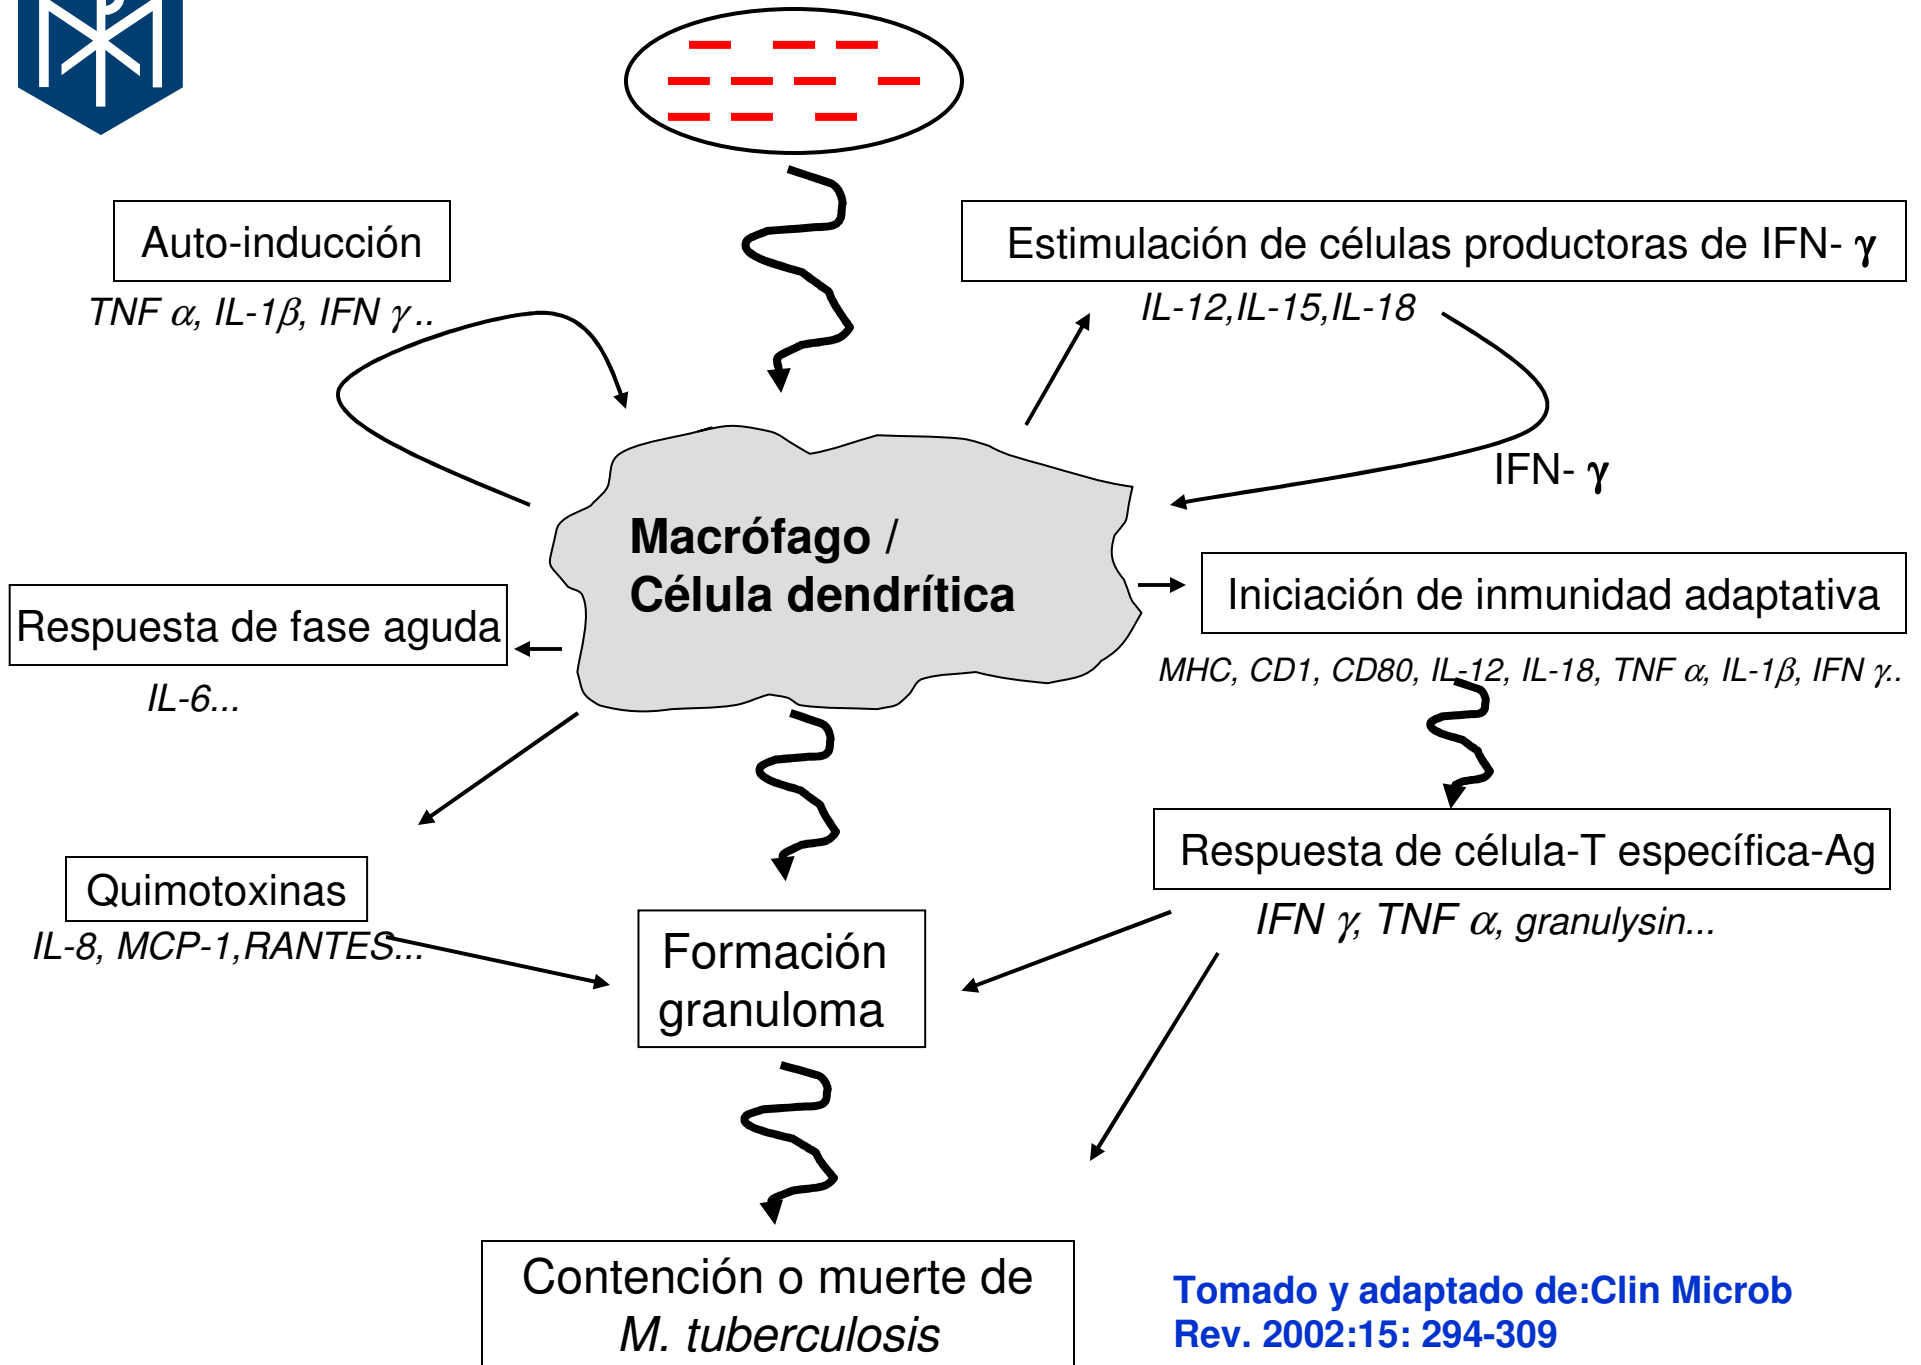 Auto-inducción
TNF α, IL-1β, IFN γ..
Estimulación de células productoras de IFN- γ
IL-12,IL-15,IL-18
IFN- γ
Macrófago /
Célula dendrítica
Respuesta de fase aguda
IL-6...
Iniciación de inmunidad adaptativa
MHC, CD1, CD80, IL-12, IL-18, TNF α, IL-1β, IFN γ..
Quimotoxinas
IL-8, MCP-1,RANTES...
Respuesta de célula-T específica-Ag
IFN γ, TNF α, granulysin...
Formación
granuloma
Contención o muerte de
M. tuberculosis
Tomado y adaptado de:Clin Microb
Rev. 2002:15: 294-309